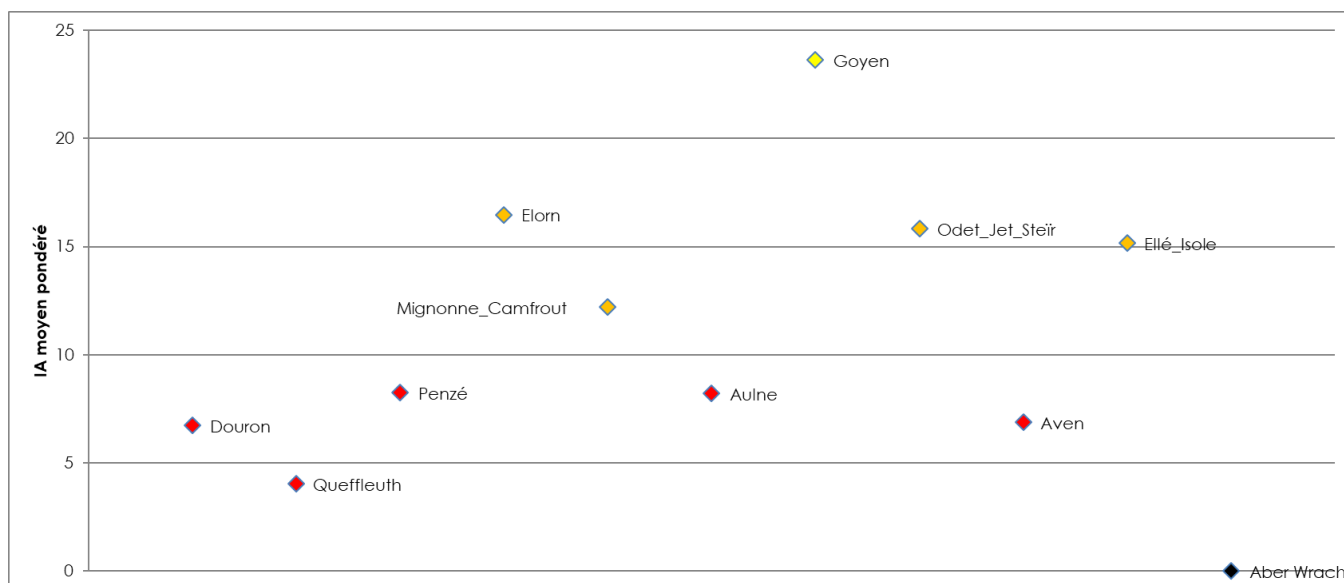 25
Goyen
20
Elorn
Odet_Jet_Steïr
15
Ellé_Isole
Mignonne_Camfrout
IA moyen pondéré
10
Penzé
Aulne
Douron
Aven
5
Queffleuth
0
Aber Wrach